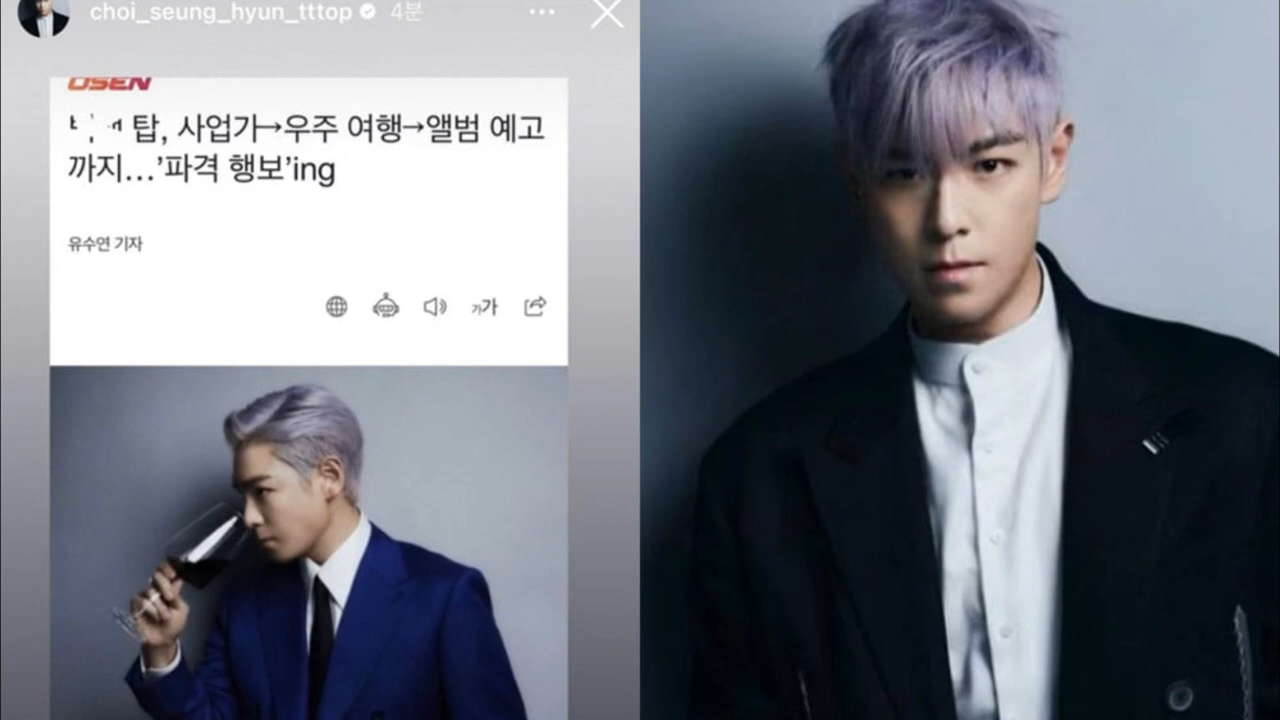 choi_seung_hyun_tttop 4분
OSEN
탑, 사업가→우주 여행→앨범 예고
까지...'파격 행보'ing
유수연 기자
가가